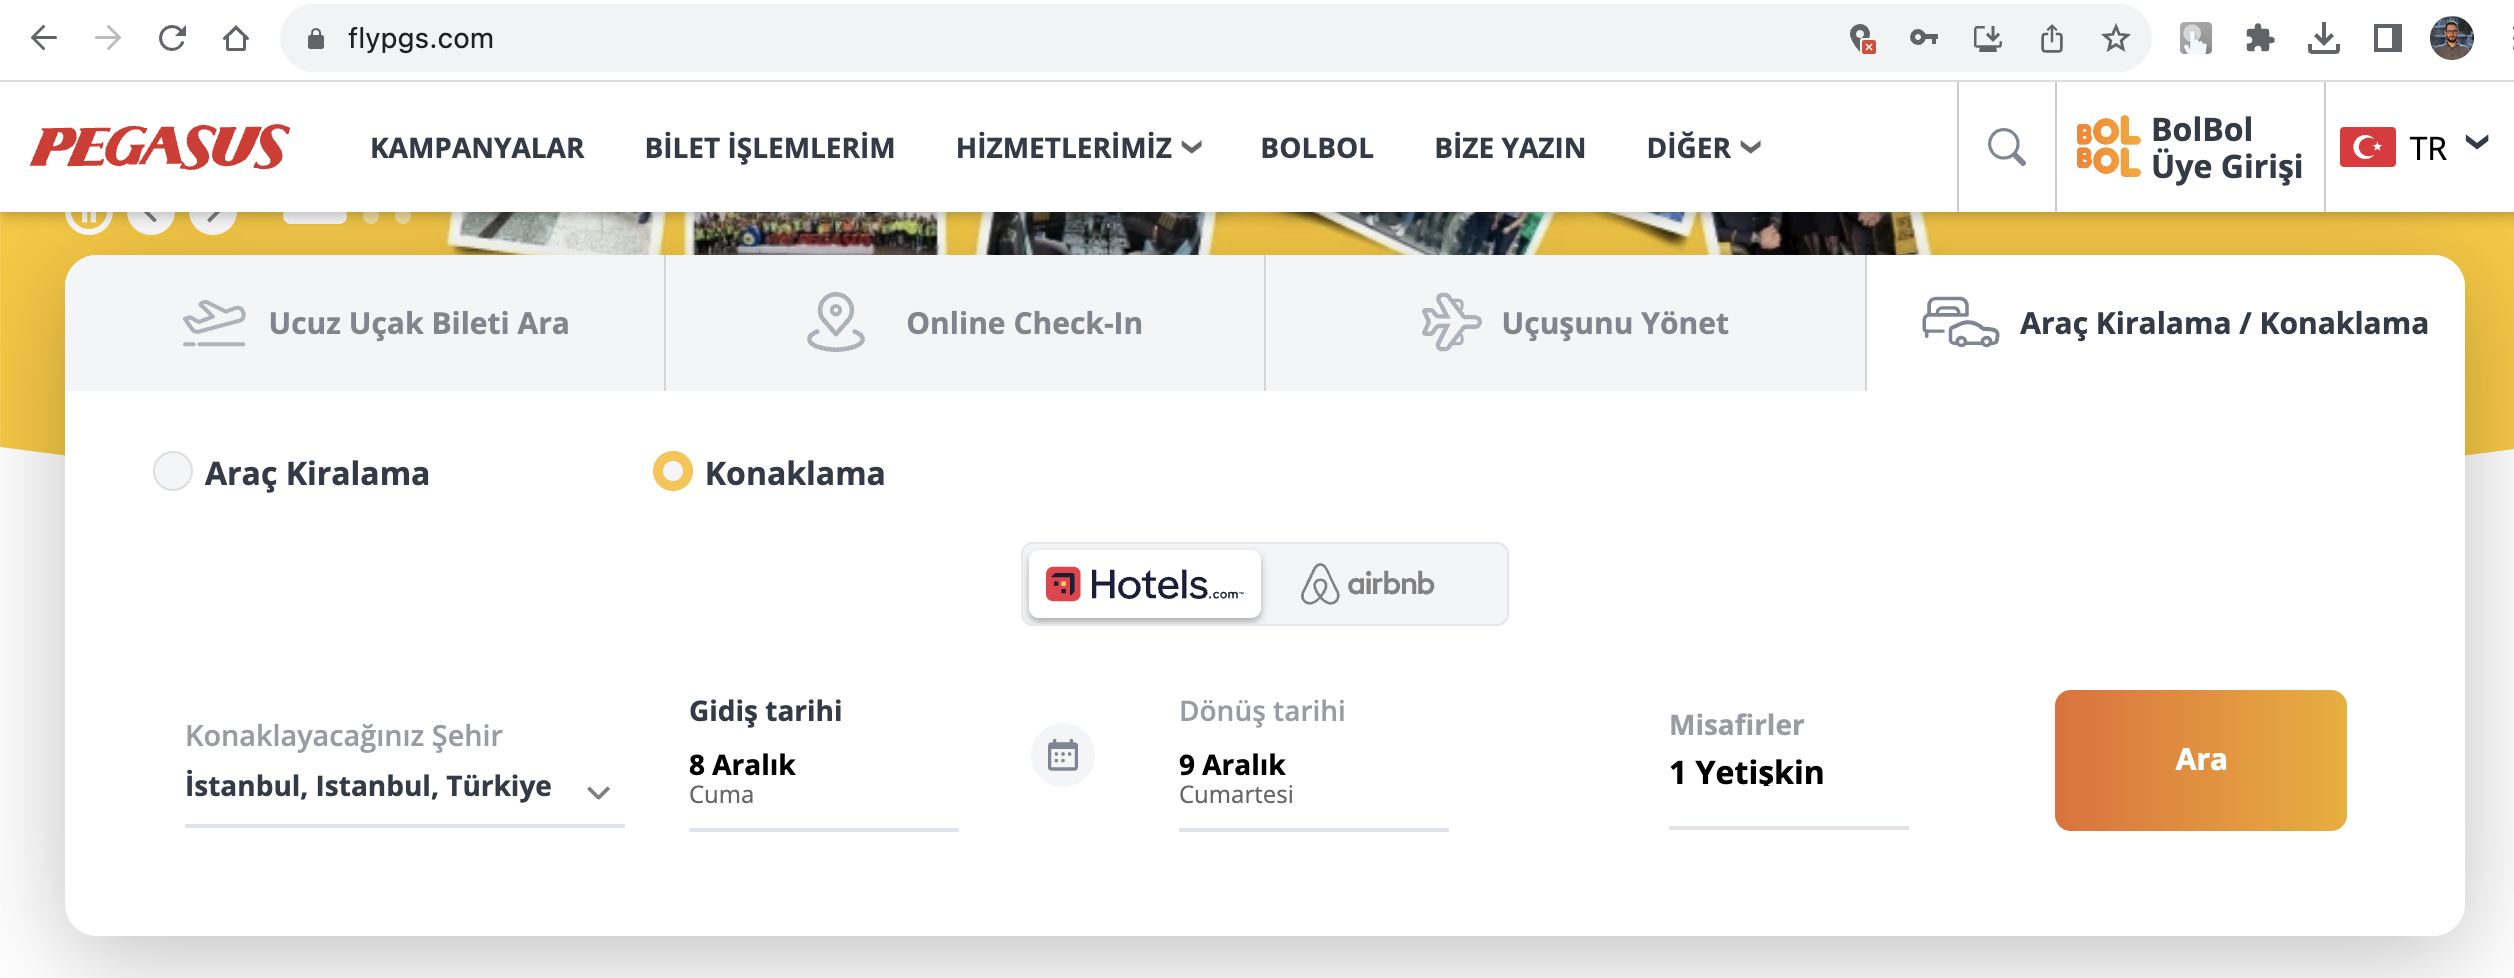 flypgs.com
PEGASUS
KAMPANYALAR
BİLET İŞLEMLERİM
HİZMETLERİMİZ
BOLBOL
BİZE YAZIN
DİĞER
BOL
BOL
BolBol
Üye Girişi
TR
Ucuz Uçak Bileti Ara
Online Check-In
Uçuşunu Yönet
Araç Kiralama / Konaklama
Araç Kiralama
Konaklama
Hotels.com™
airbnb
Konaklayacağınız Şehir
İstanbul, Istanbul, Türkiye
Gidiş tarihi
8 Aralık
Cuma
Dönüş tarihi
9 Aralık
Cumartesi
Misafirler
1 Yetişkin
Ara